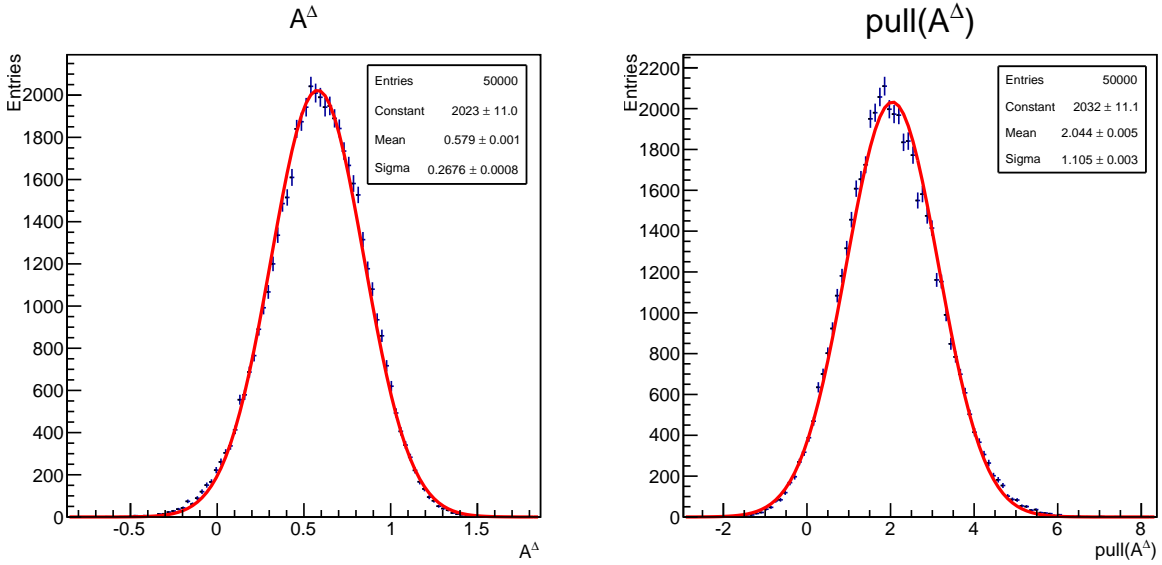 A^Δ
Entries
2000
1800
1600
1400
1200
1000
800
600
400
200
0
Entries 50000
Constant 2023 ± 11.0
Mean 0.579 ± 0.001
Sigma 0.2676 ± 0.0008
-0.5 0 0.5 1 1.5
A^Δ
pull(A^Δ)
Entries
2200
2000
1800
1600
1400
1200
1000
800
600
400
200
0
Entries 50000
Constant 2032 ± 11.1
Mean 2.044 ± 0.005
Sigma 1.105 ± 0.003
-2 0 2 4 6 8
pull(A^Δ)